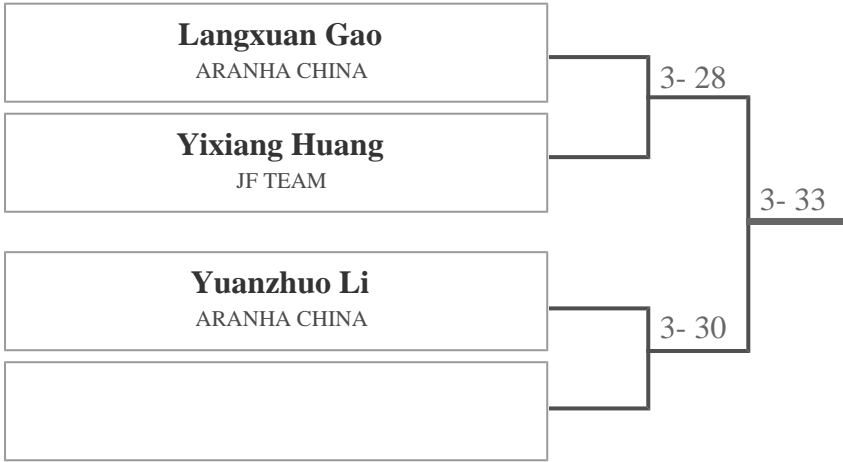 Langxuan Gao
ARANHA CHINA
3- 28
Yixiang Huang
JF TEAM
3- 33
Yuanzhuo Li
ARANHA CHINA
3- 30